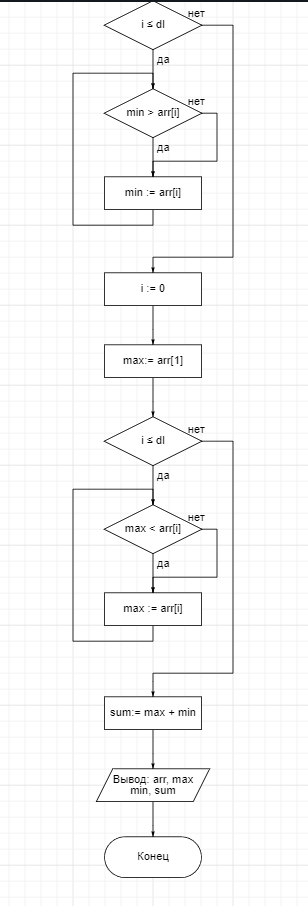 i ≤ dl
нет
да
min > arr[i]
нет
да
min := arr[i]
i := 0
max:= arr[1]
i ≤ dl
нет
да
max < arr[i]
нет
да
max := arr[i]
sum:= max + min
Вывод: arr, max
min, sum
Конец